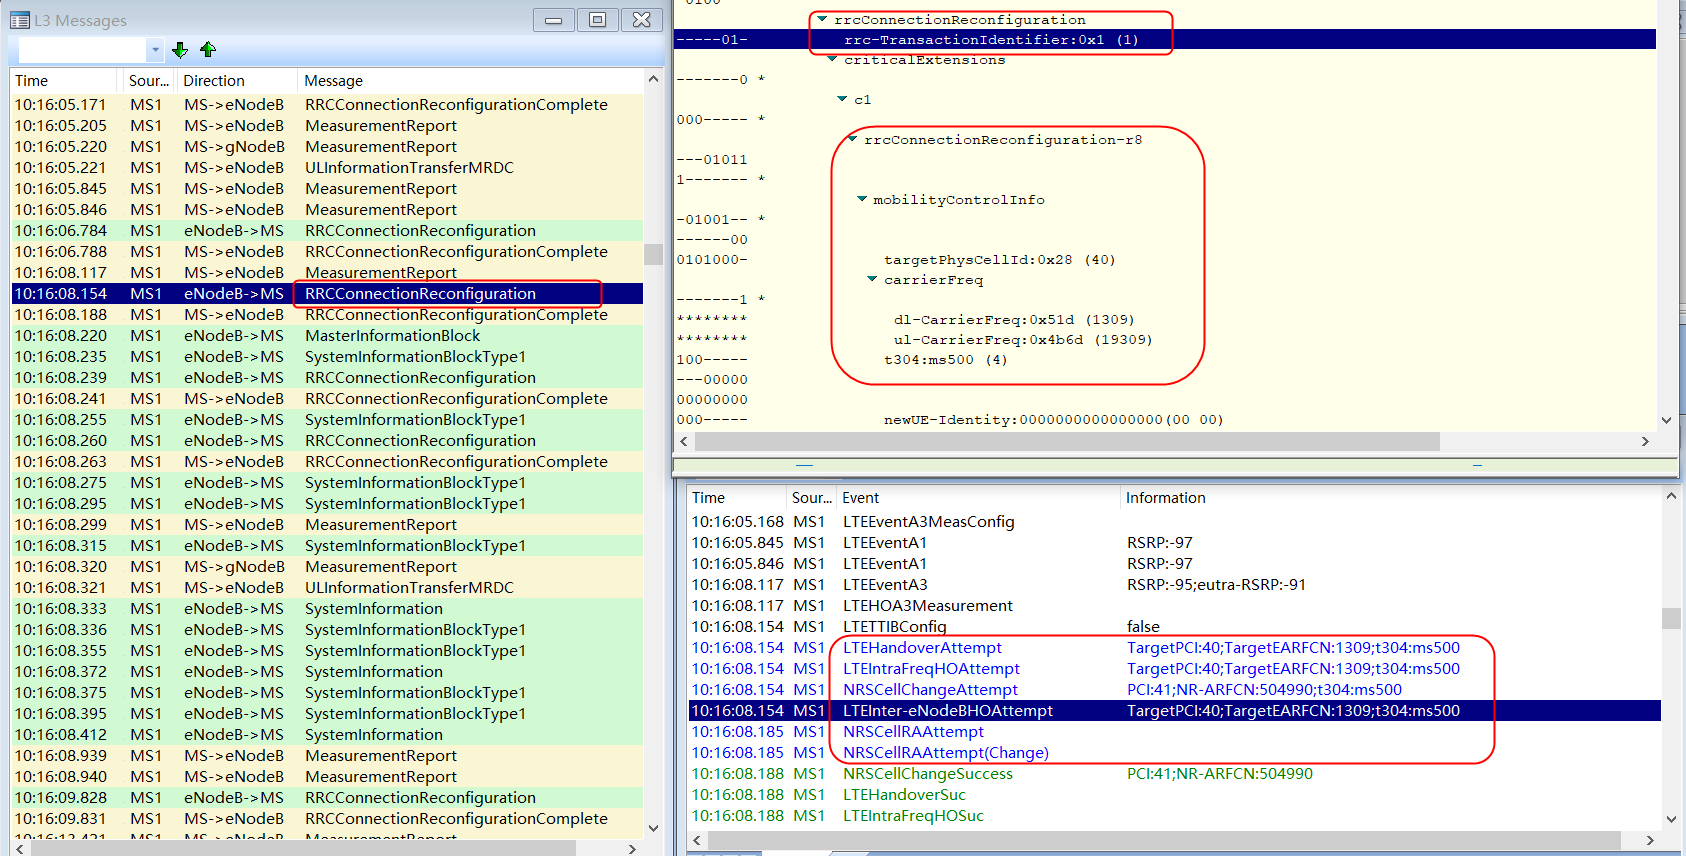 L3 Messages
Time Sour... Direction Message
10:16:05.171 MS1 MS->eNodeB RRCConnectionReconfigurationComplete
10:16:05.205 MS1 MS->eNodeB MeasurementReport
10:16:05.220 MS1 MS->gNodeB MeasurementReport
10:16:05.221 MS1 MS->eNodeB ULInformationTransferMRDC
10:16:05.845 MS1 MS->eNodeB MeasurementReport
10:16:05.846 MS1 MS->eNodeB MeasurementReport
10:16:06.784 MS1 eNodeB->MS RRCConnectionReconfiguration
10:16:06.788 MS1 MS->eNodeB RRCConnectionReconfigurationComplete
10:16:08.117 MS1 MS->eNodeB MeasurementReport
10:16:08.154 MS1 eNodeB->MS RRCConnectionReconfiguration
10:16:08.188 MS1 MS->eNodeB RRCConnectionReconfigurationComplete
10:16:08.220 MS1 eNodeB->MS MasterInformationBlock
10:16:08.235 MS1 eNodeB->MS SystemInformationBlockType1
10:16:08.239 MS1 eNodeB->MS RRCConnectionReconfiguration
10:16:08.241 MS1 MS->eNodeB RRCConnectionReconfigurationComplete
10:16:08.255 MS1 eNodeB->MS SystemInformationBlockType1
10:16:08.260 MS1 eNodeB->MS RRCConnectionReconfiguration
10:16:08.263 MS1 MS->eNodeB RRCConnectionReconfigurationComplete
10:16:08.275 MS1 eNodeB->MS SystemInformationBlockType1
10:16:08.295 MS1 eNodeB->MS SystemInformationBlockType1
10:16:08.299 MS1 MS->eNodeB MeasurementReport
10:16:08.315 MS1 eNodeB->MS SystemInformationBlockType1
10:16:08.320 MS1 MS->gNodeB MeasurementReport
10:16:08.321 MS1 MS->eNodeB ULInformationTransferMRDC
10:16:08.333 MS1 eNodeB->MS SystemInformation
10:16:08.336 MS1 eNodeB->MS SystemInformationBlockType1
10:16:08.355 MS1 eNodeB->MS SystemInformationBlockType1
10:16:08.372 MS1 eNodeB->MS SystemInformation
10:16:08.375 MS1 eNodeB->MS SystemInformationBlockType1
10:16:08.395 MS1 eNodeB->MS SystemInformationBlockType1
10:16:08.412 MS1 eNodeB->MS SystemInformation
10:16:08.939 MS1 MS->eNodeB MeasurementReport
10:16:08.940 MS1 MS->eNodeB MeasurementReport
10:16:09.828 MS1 eNodeB->MS RRCConnectionReconfiguration
10:16:09.831 MS1 MS->eNodeB RRCConnectionReconfigurationComplete
MS1 MS->eNodeB MeasurementReport
0100
rrcConnectionReconfiguration
-----01- rrc-TransactionIdentifier:0x1 (1)
criticalExtensions
-------0 *
c1
000----- *
rrcConnectionReconfiguration-r8
---01011
1------- *
mobilityControlInfo
-01001-- *
------00
0101000- targetPhysCellId:0x28 (40)
carrierFreq
-------1 *
******** dl-CarrierFreq:0x51d (1309)
******** ul-CarrierFreq:0x4b6d (19309)
100----- t304:ms500 (4)
---00000
00000000
000----- newUE-Identity:0000000000000000(00 00)
Time Sour... Event Information
10:16:05.168 MS1 LTEEventA3MeasConfig
10:16:05.845 MS1 LTEEventA1 RSRP:-97
10:16:05.846 MS1 LTEEventA1 RSRP:-97
10:16:08.117 MS1 LTEEventA3 RSRP:-95;eutra-RSRP:-91
10:16:08.117 MS1 LTEHOA3Measurement
10:16:08.154 MS1 LTETTIBConfig false
10:16:08.154 MS1 LTEHandoverAttempt TargetPCI:40;TargetEARFCN:1309;t304:ms500
10:16:08.154 MS1 LTEIntraFreqHOAttempt TargetPCI:40;TargetEARFCN:1309;t304:ms500
10:16:08.154 MS1 NRSCellChangeAttempt PCI:41;NR-ARFCN:504990;t304:ms500
10:16:08.154 MS1 LTEInter-eNodeBHOAttempt TargetPCI:40;TargetEARFCN:1309;t304:ms500
10:16:08.185 MS1 NRSCellRAAttempt
10:16:08.185 MS1 NRSCellRAAttempt(Change)
10:16:08.188 MS1 NRSCellChangeSuccess PCI:41;NR-ARFCN:504990
10:16:08.188 MS1 LTEHandoverSuc
10:16:08.188 MS1 LTEIntraFreqHOSuc